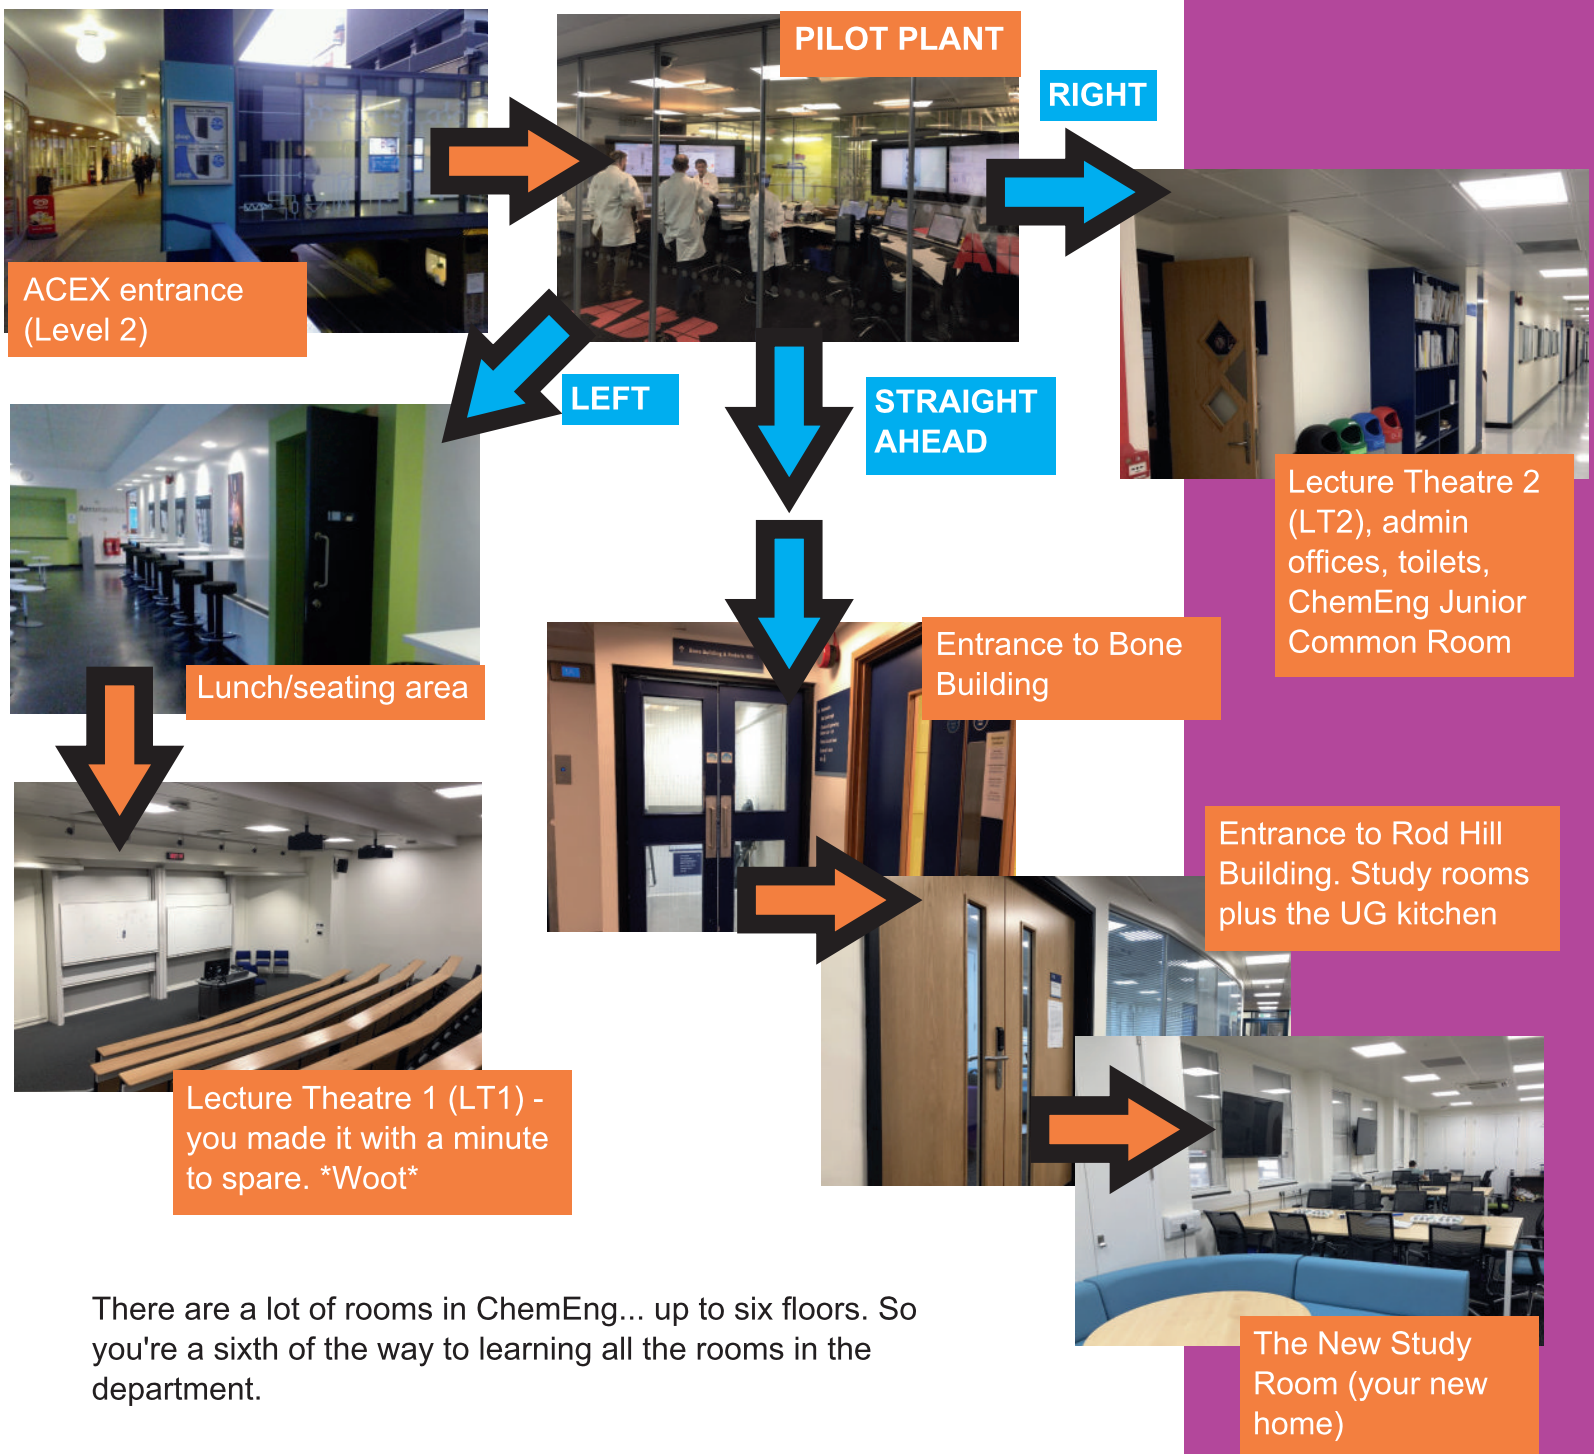 PILOT PLANT
RIGHT
ACEX entrance
(Level 2)
LEFT
STRAIGHT
AHEAD
Lecture Theatre 2
(LT2), admin
offices, toilets,
ChemEng Junior
Common Room
Lunch/seating area
Entrance to Bone
Building
Entrance to Rod Hill
Building. Study rooms
plus the UG kitchen
Lecture Theatre 1 (LT1) -
you made it with a minute
to spare. *Woot*
The New Study
Room (your new
home)
There are a lot of rooms in ChemEng... up to six floors. So
you're a sixth of the way to learning all the rooms in the
department.